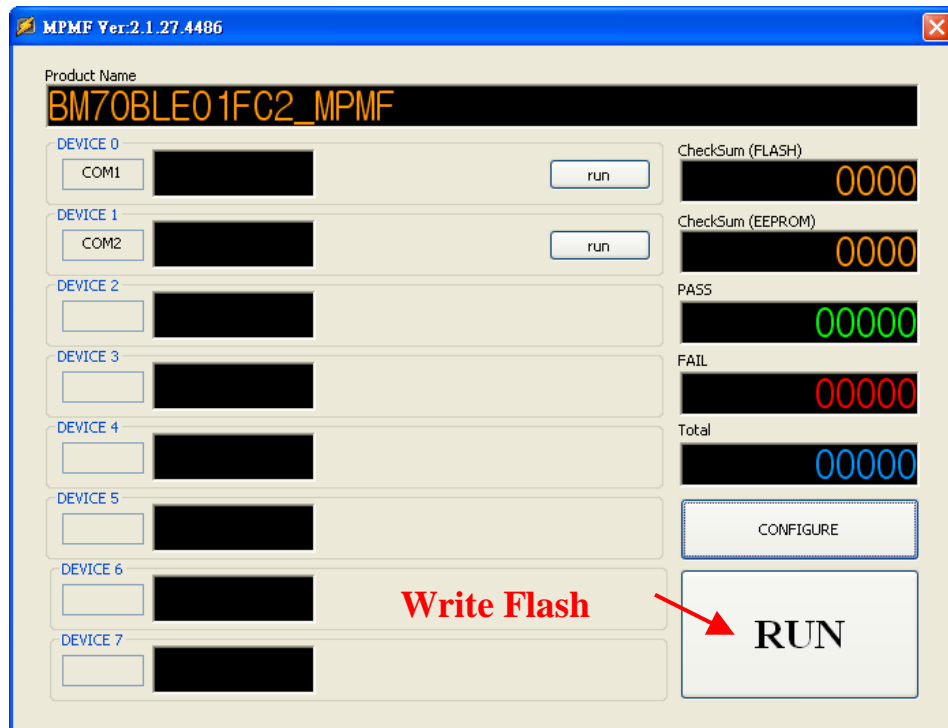 MPMF Ver:2.1.27.4486
Product Name
BM70BLE01FC2_MPMF
DEVICE 0
COM1
run
DEVICE 1
COM2
run
DEVICE 2
DEVICE 3
DEVICE 4
DEVICE 5
DEVICE 6
DEVICE 7
CheckSum (FLASH)
0000
CheckSum (EEPROM)
0000
PASS
00000
FAIL
00000
Total
00000
CONFIGURE
Write Flash
RUN